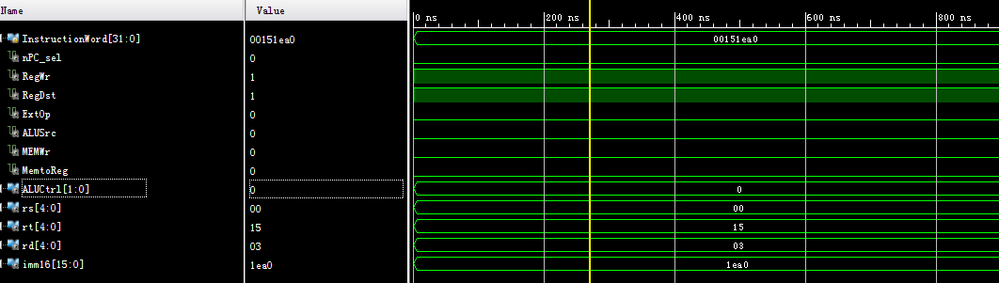 Name Value 0 ns 200 ns 400 ns 600 ns 800 ns
InstructionWord[31:0] 00151ea0 00151ea0
nPC_sel 0
RegWr 1
RegDst 1
ExtOp 0
ALUSrc 0
MEMWr 0
MemtoReg 0
ALUCtrl[1:0] 0 0
rs[4:0] 00 00
rt[4:0] 15 15
rd[4:0] 03 03
imm16[15:0] 1ea0 1ea0